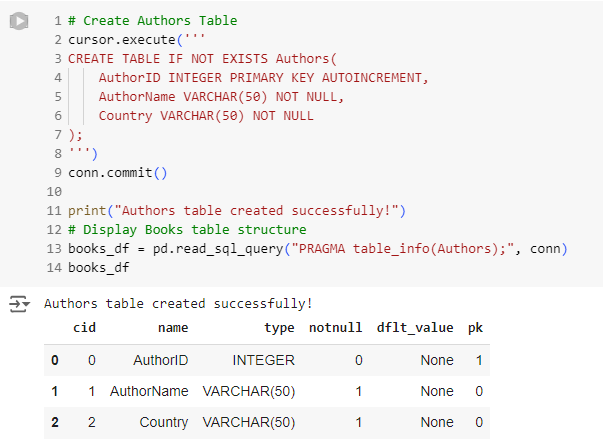 1 # Create Authors Table
2 cursor.execute('''
3 CREATE TABLE IF NOT EXISTS Authors(
4     AuthorID INTEGER PRIMARY KEY AUTOINCREMENT,
5     AuthorName VARCHAR(50) NOT NULL,
6     Country VARCHAR(50) NOT NULL
7 );
8 ''')
9 conn.commit()
10
11 print("Authors table created successfully!")
12 # Display Books table structure
13 books_df = pd.read_sql_query("PRAGMA table_info(Authors);", conn)
14 books_df
Authors table created successfully!
cid name type notnull dflt_value pk
0 0 AuthorID INTEGER 0 None 1
1 1 AuthorName VARCHAR(50) 1 None 0
2 2 Country VARCHAR(50) 1 None 0